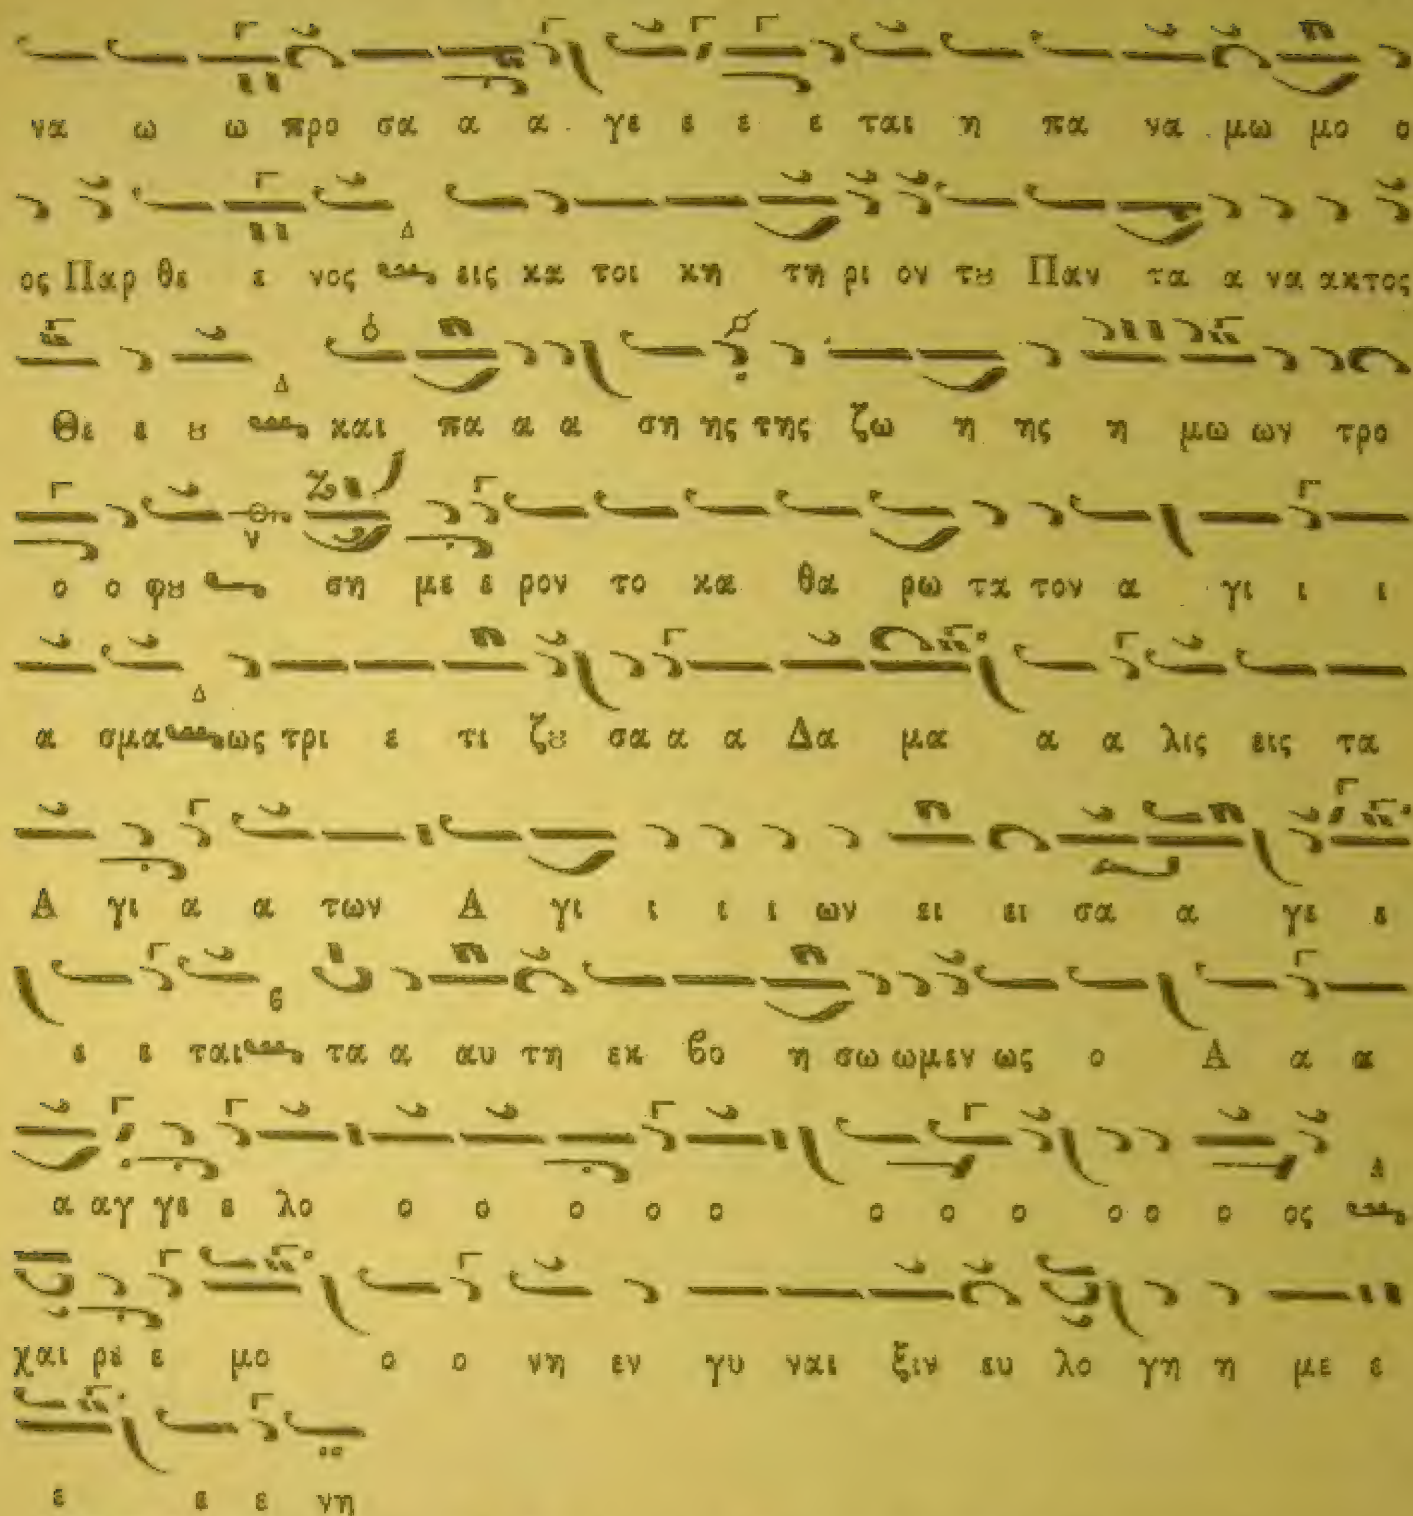 να ω ω προ σα α α γε ε ε ε ται η πα να μω μο ο
ος Παρ θε ε νος εις κα τοι κη τη ρι ον τȣ Παν τα α να ακτος
Θε ε ȣ και πα α α ση ης της ζω η ης η μω ων τρο
ο ο φȣ ση με ε ρον το κα θα ρω τα τον α γι ι ι
α σμα ως τρι ε τι ζȣ σα α α Δα μα α α λις εις τα
Α γι α α των Α γι ι ι ι ων ει ει σα α γε ε
ε ε ται τα α αυ τη εκ βο η σω ωμεν ως ο Α α α
α αγ γε ε λο ο ο ο ο ο ο ο ο ο ο ο ος
χαι ρε ε μο ο ο νη εν γυ ναι ξιν ευ λο γη η με ε
ε ε ε νη